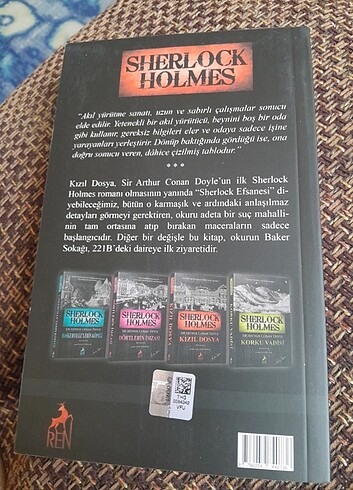 SHERLOCK
HOLMES
"Akıl yürütme sanatı, uzun ve sabırlı çalışmalar sonucu
elde edilir. Yetenekli bir akıl yürütücü, beynini boş bir oda
gibi kullanır, gereksiz bilgileri eler ve odaya sadece işine
yarayanları yerleştirir. Dönüp baktığında gördüğü ise, ona
doğru sonucu veren, dâhice çizilmiş tablodur."
Kızıl Dosya, Sir Arthur Conan Doyle'un ilk Sherlock
Holmes romanı olmasının yanında "Sherlock Efsanesi" di-
yebileceğimiz, bütün o karmaşık ve ardından anlaşılmaz
detayları görmeyi gerektiren, okuru adeta bir suç mahalli-
nin tam ortasına atıp bırakan maceraların sadece
başlangıcıdır. Diğer bir değişle bu kitap, okurun Baker
Sokağı, 221B'deki daireye ilk ziyaretidir.
SHERLOCK
HOLMES
SHERLOCK
HOLMES
DÖRTLERİN İMZASI
SHERLOCK
HOLMES
KIZIL DOSYA
SHERLOCK
HOLMES
KORKU VADİSİ
REN